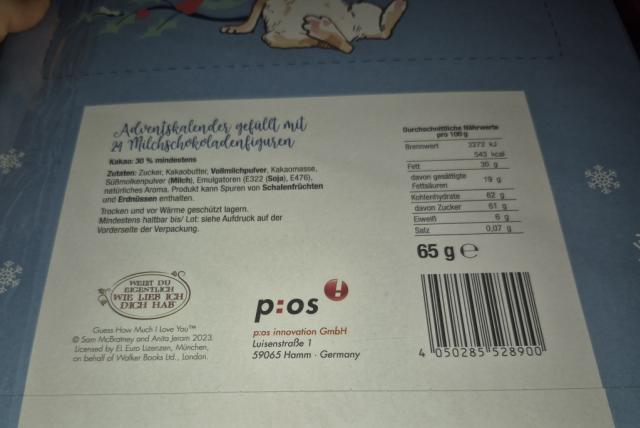 Adventskalender gefüllt mit
24 Milchschokoladenfiguren
Kakao: 30 % mindestens
Zutaten: Zucker, Kakaobutter, Vollmilchpulver, Kakaomasse,
Süßmolkenpulver (Milch), Emulgatoren (E322 (Soja), E476),
natürliches Aroma. Produkt kann Spuren von Schalenfrüchten
und Erdnüssen enthalten.
Trocken und vor Wärme geschützt lagern.
Mindestens haltbar bis/ Lot: siehe Aufdruck auf der
Vorderseite der Verpackung.
Durchschnittliche Nährwerte
pro 100 g
Brennwert 2272 kJ
543 kcal
Fett 30 g
davon gesättigte
Fettsäuren 19 g
Kohlenhydrate 62 g
davon Zucker 61 g
Eiweiß 6 g
Salz 0,07 g
65 g ℮
WEIßT DU
EIGENTLICH
WIE LIEB ICH
DICH HAB'
Guess How Much I Love You™
© Sam McBratney and Anita Jeram 2023.
Licensed by EL Euro Lizenzen, München,
on behalf of Walker Books Ltd., London.
p:os !
p:os innovation GmbH
Luisenstraße 1
59065 Hamm · Germany
4 050285 528900